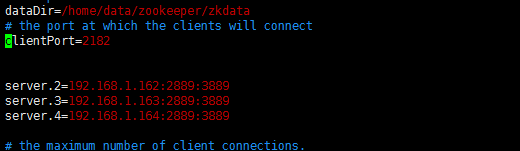 dataDir=/home/data/zookeeper/zkdata
# the port at which the clients will connect
clientPort=2182
server.2=192.168.1.162:2889:3889
server.3=192.168.1.163:2889:3889
server.4=192.168.1.164:2889:3889
# the maximum number of client connections.